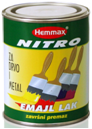 Hemmax
NITRO
ZA
DRVO
I
METAL
EMAJL LAK
završni premaz